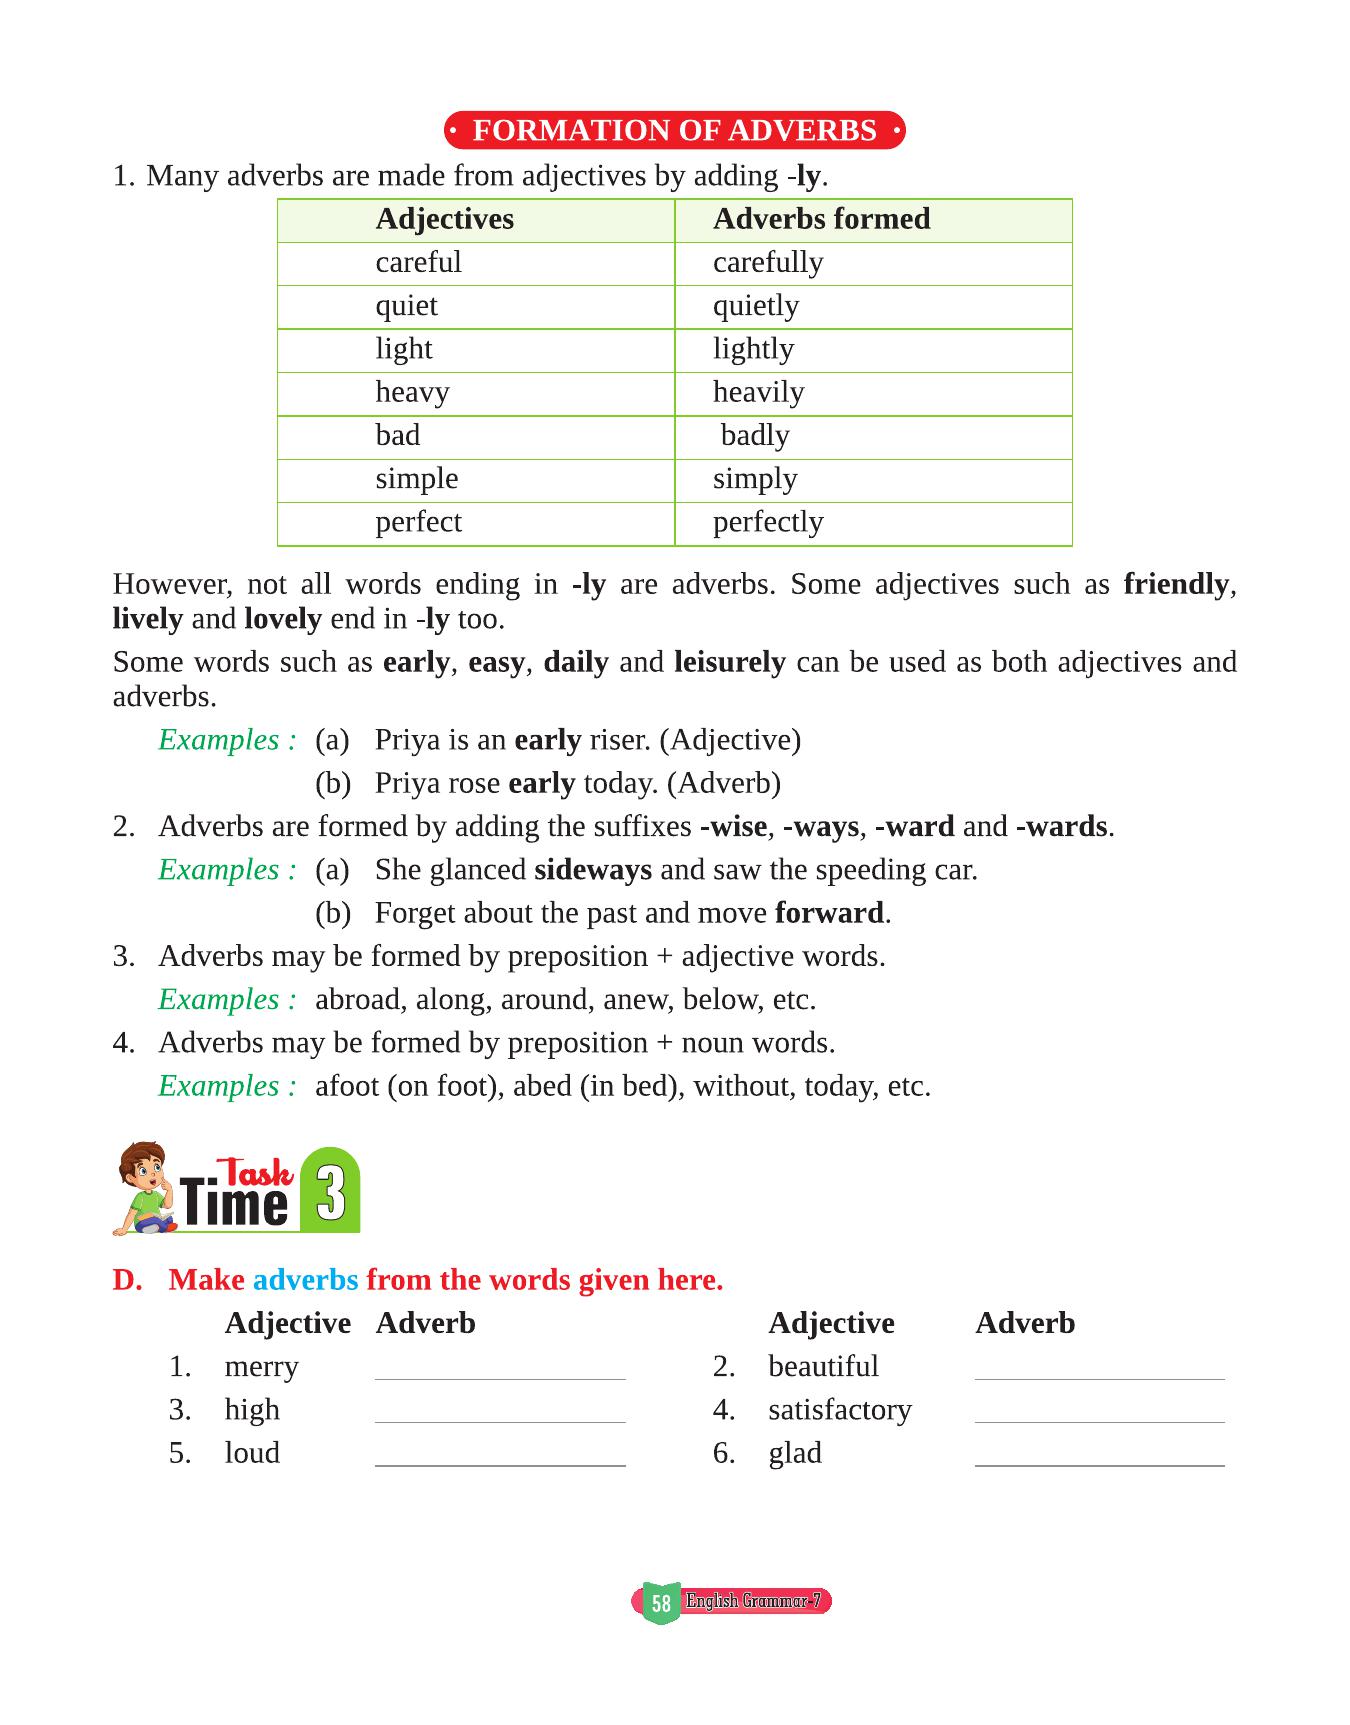 • FORMATION OF ADVERBS •
1. Many adverbs are made from adjectives by adding -ly.
Adjectives Adverbs formed
careful carefully
quiet quietly
light lightly
heavy heavily
bad badly
simple simply
perfect perfectly
However, not all words ending in -ly are adverbs. Some adjectives such as friendly,
lively and lovely end in -ly too.
Some words such as early, easy, daily and leisurely can be used as both adjectives and
adverbs.
Examples : (a) Priya is an early riser. (Adjective)
(b) Priya rose early today. (Adverb)
2. Adverbs are formed by adding the suffixes -wise, -ways, -ward and -wards.
Examples : (a) She glanced sideways and saw the speeding car.
(b) Forget about the past and move forward.
3. Adverbs may be formed by preposition + adjective words.
Examples : abroad, along, around, anew, below, etc.
4. Adverbs may be formed by preposition + noun words.
Examples : afoot (on foot), abed (in bed), without, today, etc.
Task
Time 3
D. Make adverbs from the words given here.
Adjective Adverb Adjective Adverb
1. merry 2. beautiful
3. high 4. satisfactory
5. loud 6. glad
58 English Grammar-7